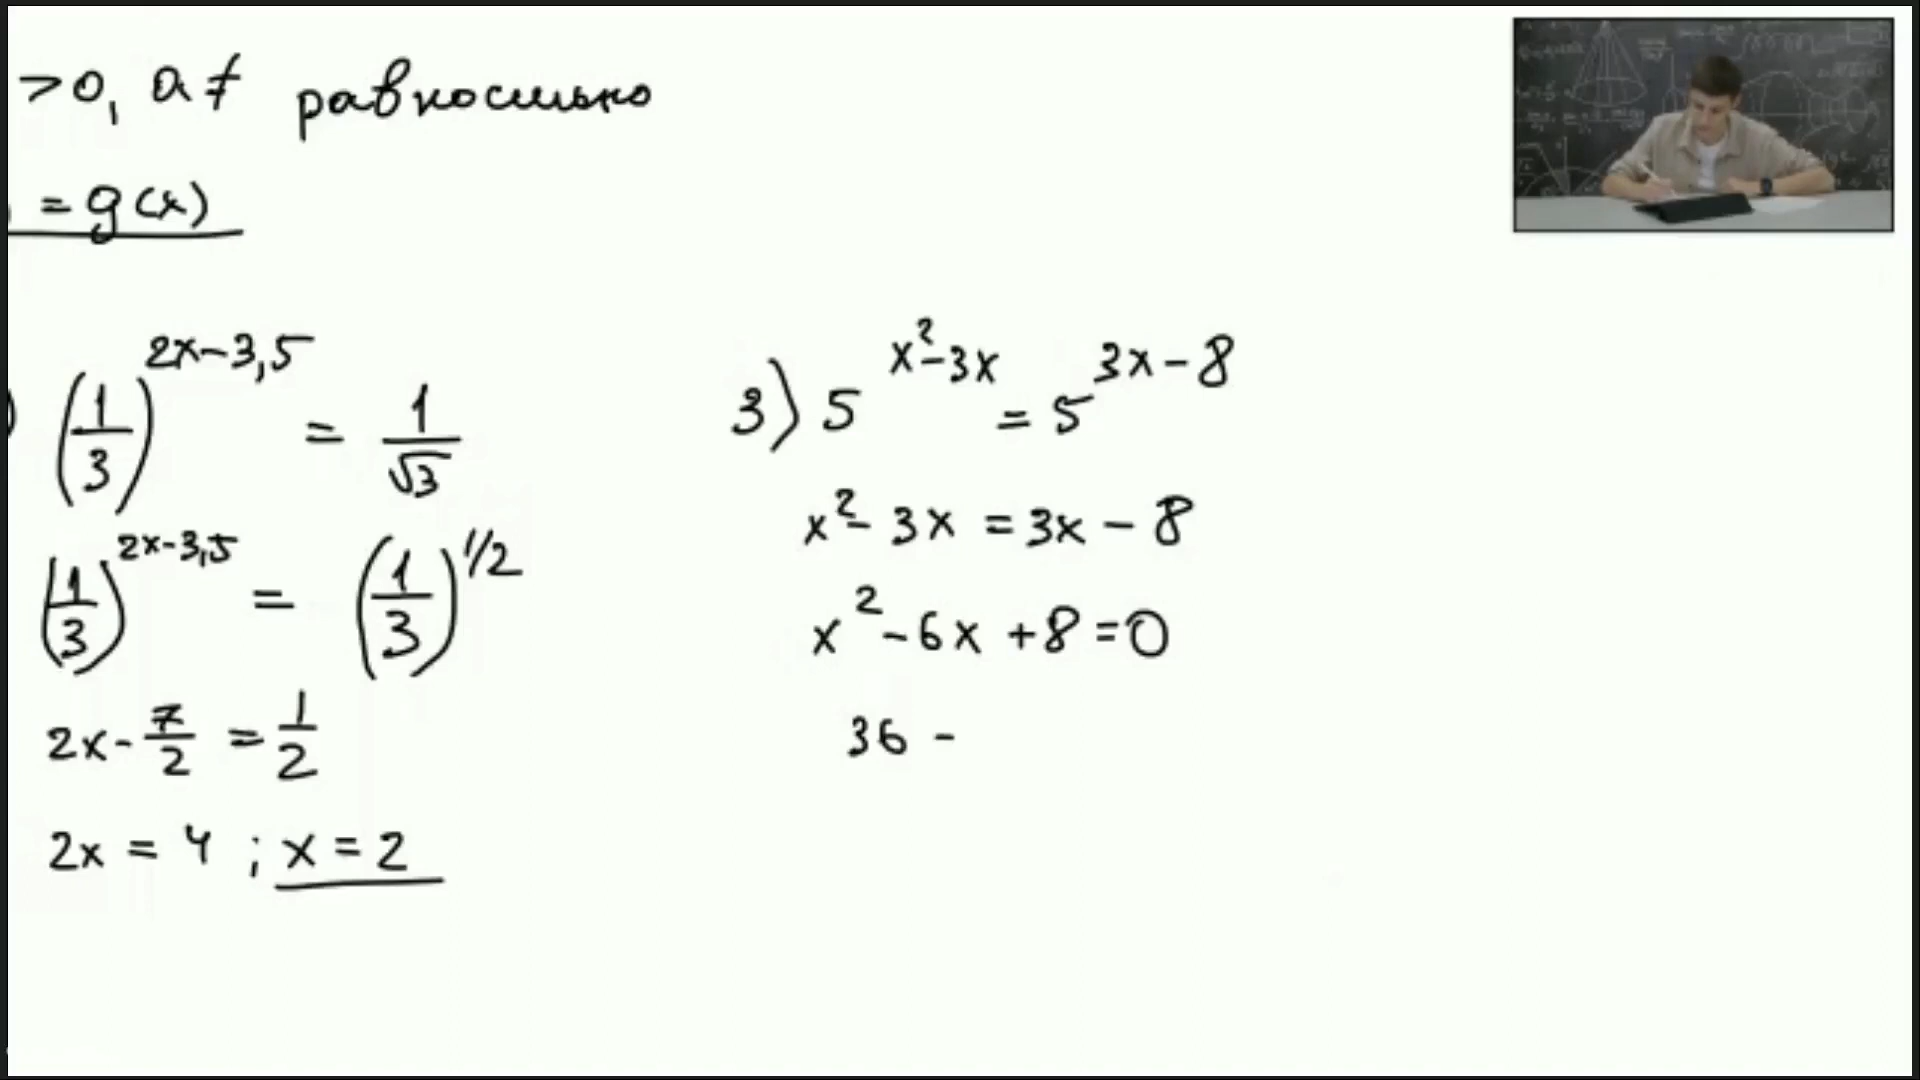 >0, a ≠ равносильно
= g(x)
(1/3)^(2x-3,5) = 1/√3
(1/3)^(2x-3,5) = (1/3)^(1/2)
2x - 7/2 = 1/2
2x = 4 ; x = 2
3) 5^(x²-3x) = 5^(3x-8)
x² - 3x = 3x - 8
x² - 6x + 8 = 0
36 -